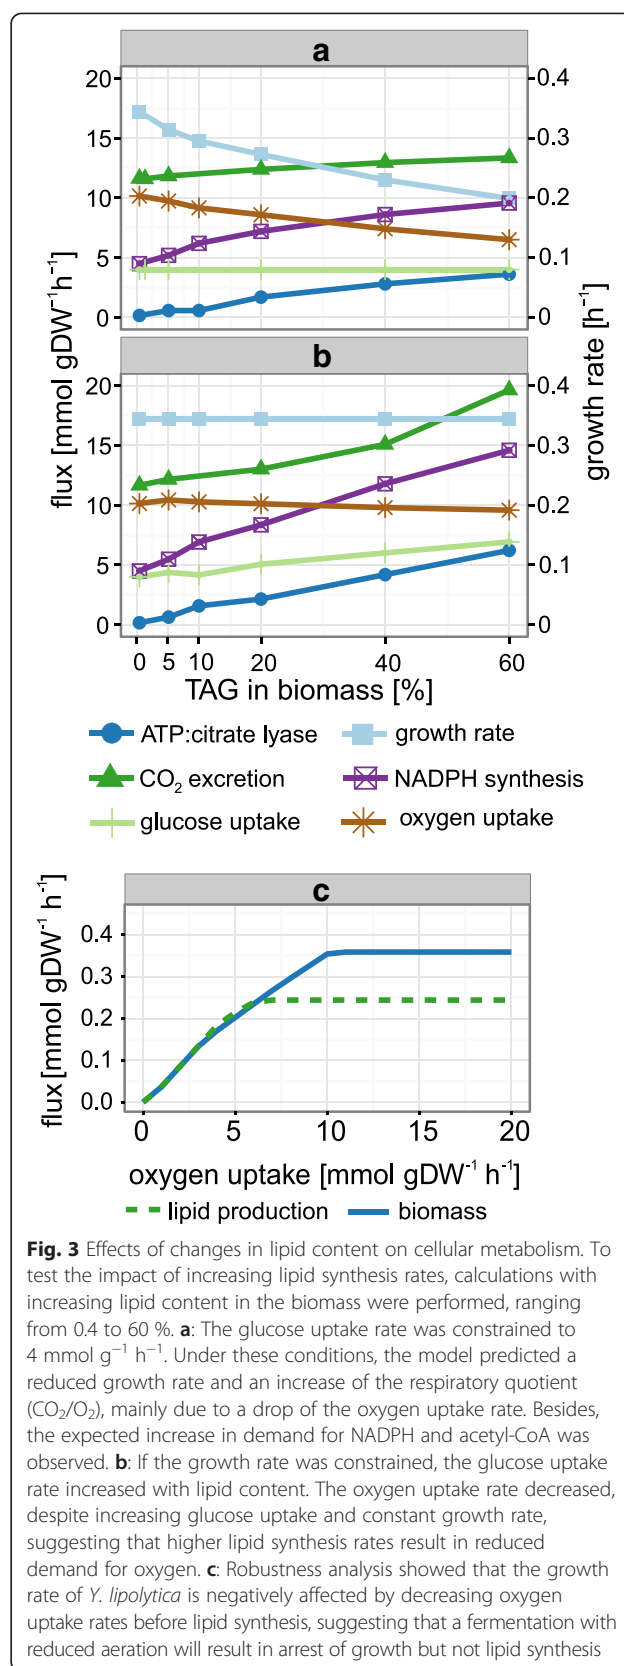 a
20
15
10
5
0
0.4
0.3
0.2
0.1
0
b
20
15
10
5
0
0.4
0.3
0.2
0.1
0
flux [mmol gDW⁻¹h⁻¹]
growth rate [h⁻¹]
0 5 10 20 40 60
TAG in biomass [%]
ATP:citrate lyase growth rate
CO₂ excretion NADPH synthesis
glucose uptake oxygen uptake
c
0.4
0.3
0.2
0.1
0.0
flux [mmol gDW⁻¹ h⁻¹]
0 5 10 15 20
oxygen uptake [mmol gDW⁻¹ h⁻¹]
lipid production biomass
Fig. 3 Effects of changes in lipid content on cellular metabolism. To
test the impact of increasing lipid synthesis rates, calculations with
increasing lipid content in the biomass were performed, ranging
from 0.4 to 60 %. a: The glucose uptake rate was constrained to
4 mmol g⁻¹ h⁻¹. Under these conditions, the model predicted a
reduced growth rate and an increase of the respiratory quotient
(CO₂/O₂), mainly due to a drop of the oxygen uptake rate. Besides,
the expected increase in demand for NADPH and acetyl-CoA was
observed. b: If the growth rate was constrained, the glucose uptake
rate increased with lipid content. The oxygen uptake rate decreased,
despite increasing glucose uptake and constant growth rate,
suggesting that higher lipid synthesis rates result in reduced
demand for oxygen. c: Robustness analysis showed that the growth
rate of Y. lipolytica is negatively affected by decreasing oxygen
uptake rates before lipid synthesis, suggesting that a fermentation with
reduced aeration will result in arrest of growth but not lipid synthesis